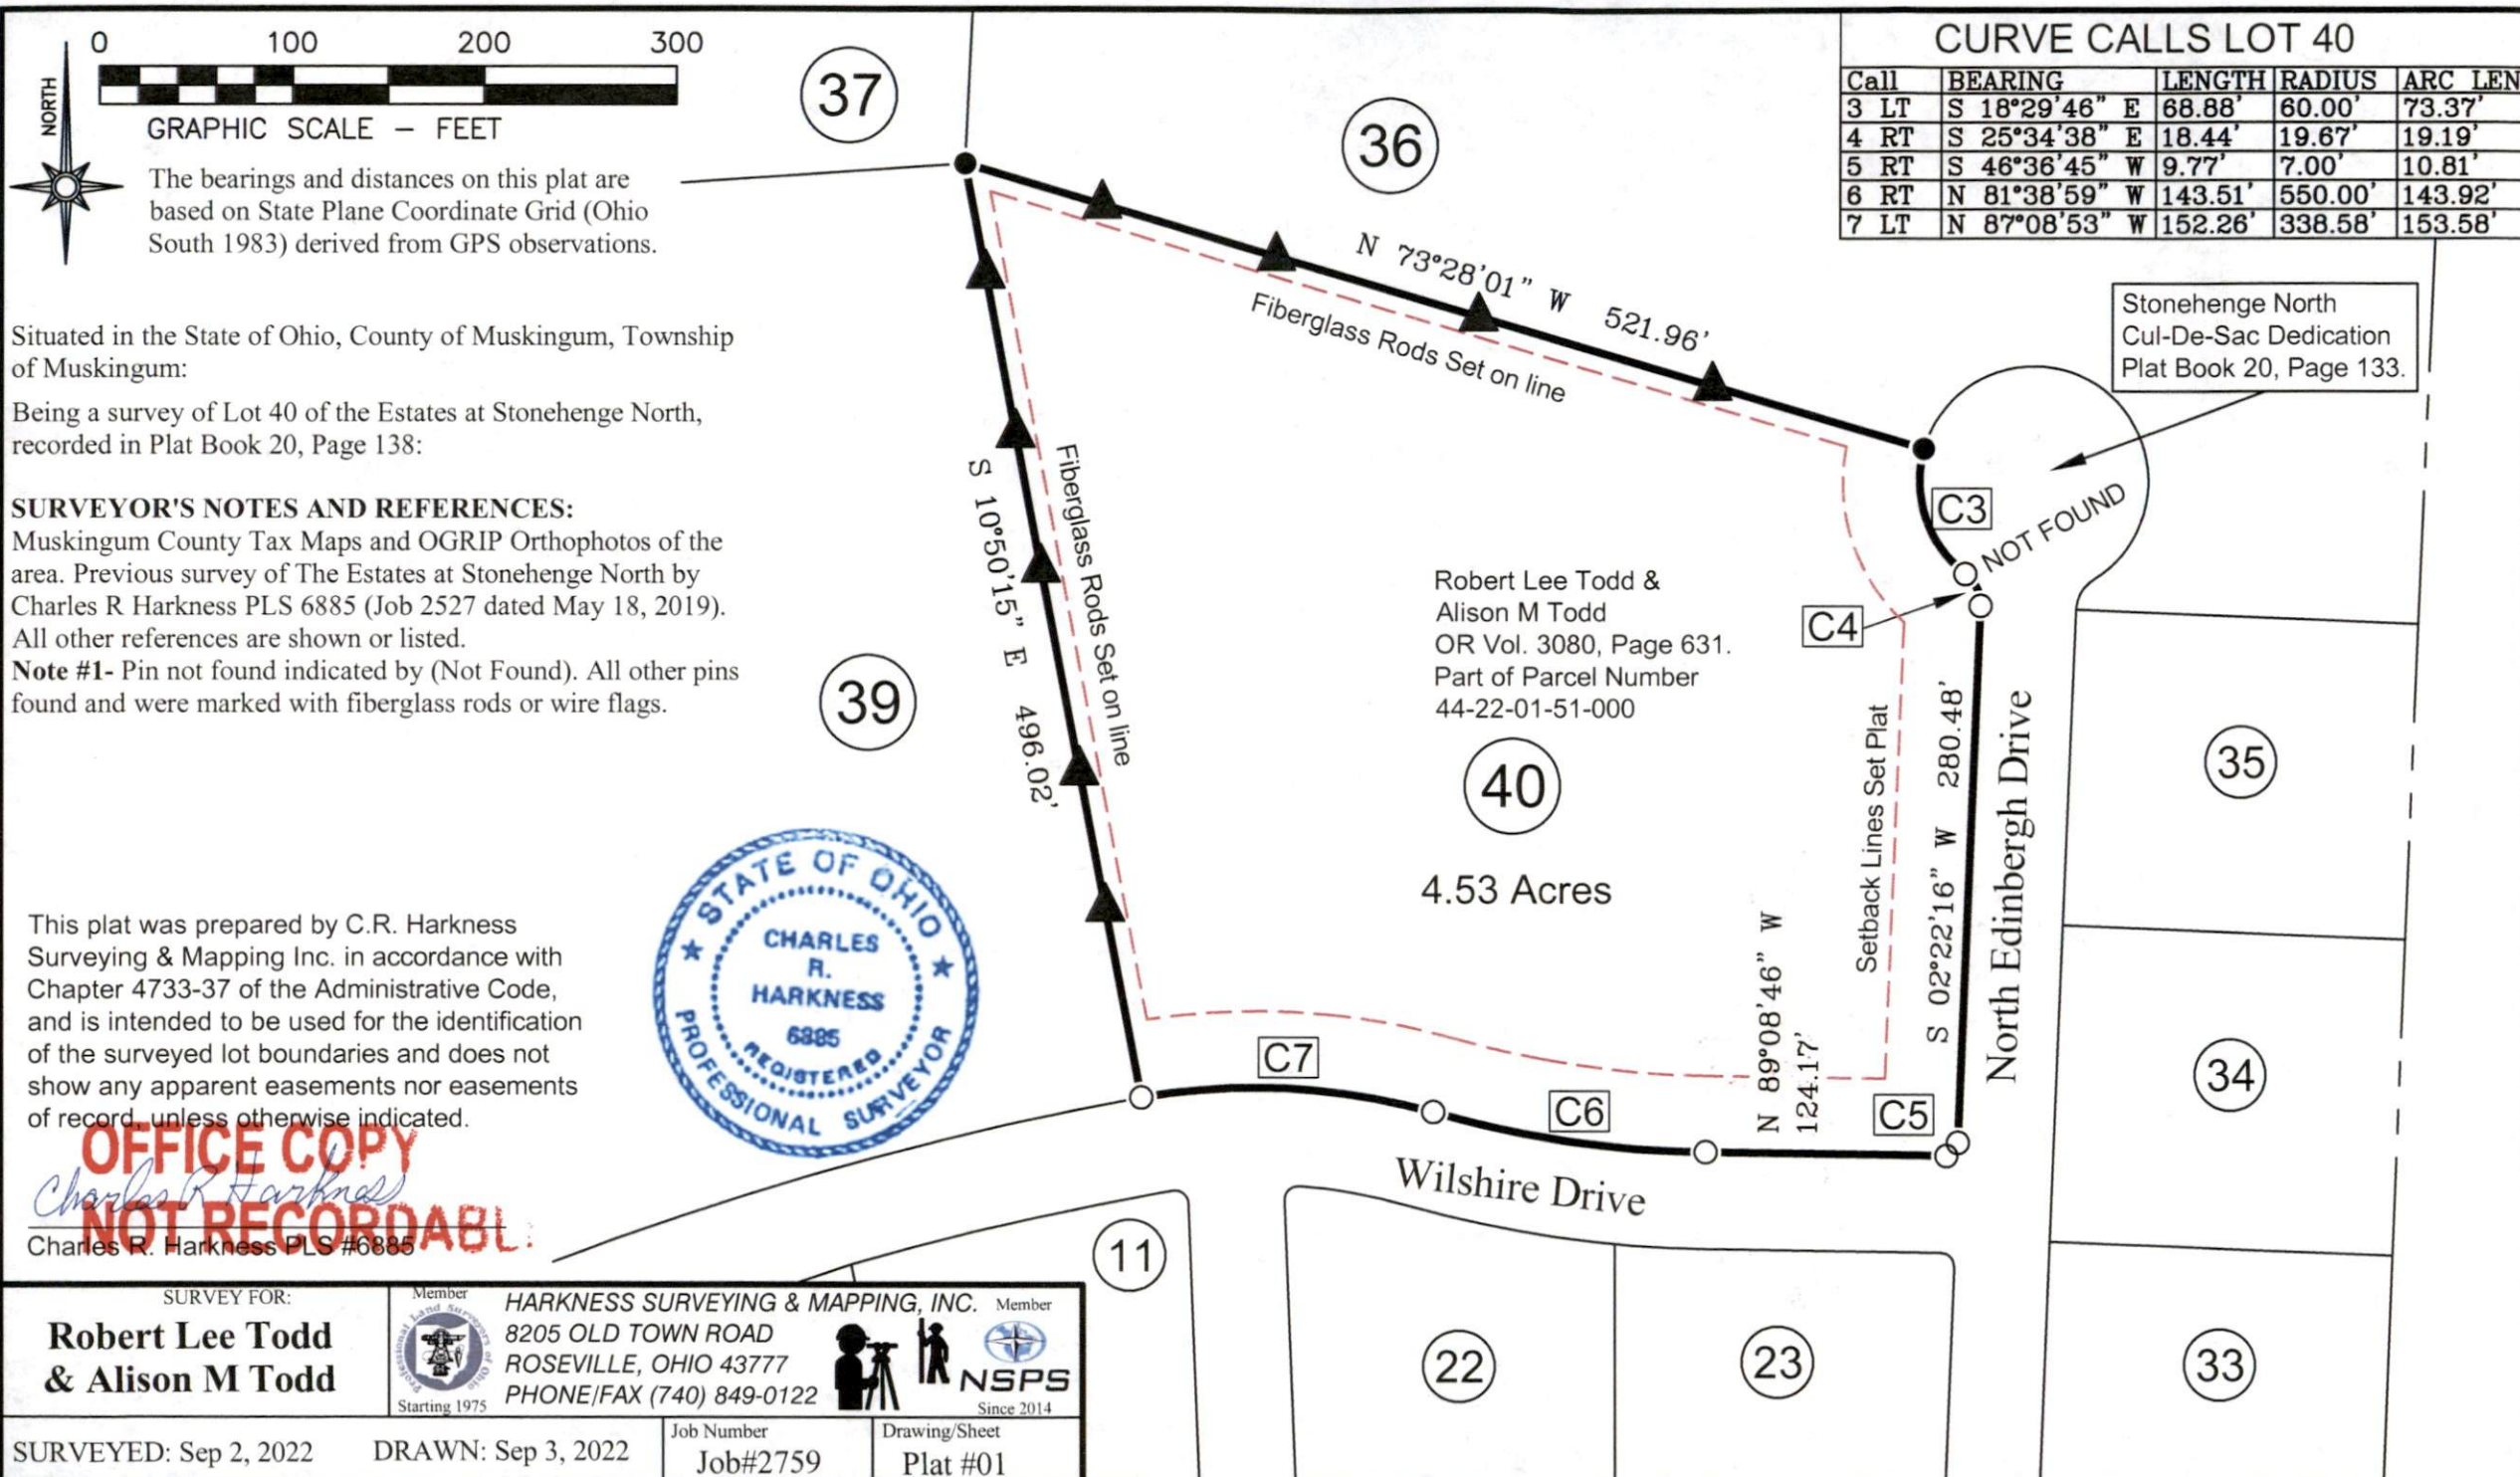 0 100 200 300
GRAPHIC SCALE – FEET
NORTH
The bearings and distances on this plat are
based on State Plane Coordinate Grid (Ohio
South 1983) derived from GPS observations.
Situated in the State of Ohio, County of Muskingum, Township
of Muskingum:
Being a survey of Lot 40 of the Estates at Stonehenge North,
recorded in Plat Book 20, Page 138:
SURVEYOR'S NOTES AND REFERENCES:
Muskingum County Tax Maps and OGRIP Orthophotos of the
area. Previous survey of The Estates at Stonehenge North by
Charles R Harkness PLS 6885 (Job 2527 dated May 18, 2019).
All other references are shown or listed.
Note #1- Pin not found indicated by (Not Found). All other pins
found and were marked with fiberglass rods or wire flags.
This plat was prepared by C.R. Harkness
Surveying & Mapping Inc. in accordance with
Chapter 4733-37 of the Administrative Code,
and is intended to be used for the identification
of the surveyed lot boundaries and does not
show any apparent easements nor easements
of record, unless otherwise indicated.
OFFICE COPY
Charles R Harkness
NOT RECORDABL
Charles R. Harkness PLS #6885
STATE OF OHIO
CHARLES
R.
HARKNESS
6885
REGISTERED
PROFESSIONAL SURVEYOR
CURVE CALLS LOT 40
Call BEARING LENGTH RADIUS ARC LEN
3 LT S 18°29'46" E 68.88' 60.00' 73.37'
4 RT S 25°34'38" E 18.44' 19.67' 19.19'
5 RT S 46°36'45" W 9.77' 7.00' 10.81'
6 RT N 81°38'59" W 143.51' 550.00' 143.92'
7 LT N 87°08'53" W 152.26' 338.58' 153.58'
Stonehenge North
Cul-De-Sac Dedication
Plat Book 20, Page 133.
37
36
N 73°28'01" W 521.96'
Fiberglass Rods Set on line
S 10°50'15" E 496.02'
Fiberglass Rods Set on line
39
C3
NOT FOUND
C4
Robert Lee Todd &
Alison M Todd
OR Vol. 3080, Page 631.
Part of Parcel Number
44-22-01-51-000
40
4.53 Acres
Setback Lines Set Plat
S 02°22'16" W 280.48'
North Edinbergh Drive
N 89°08'46" W
124.17'
C7
C6
C5
Wilshire Drive
35
34
33
11
22
23
SURVEY FOR:
Robert Lee Todd
& Alison M Todd
Member
Professional Land Surveyors of Ohio
Starting 1975
HARKNESS SURVEYING & MAPPING, INC.
8205 OLD TOWN ROAD
ROSEVILLE, OHIO 43777
PHONE/FAX (740) 849-0122
Member
NSPS
Since 2014
SURVEYED: Sep 2, 2022 DRAWN: Sep 3, 2022
Job Number
Job#2759
Drawing/Sheet
Plat #01